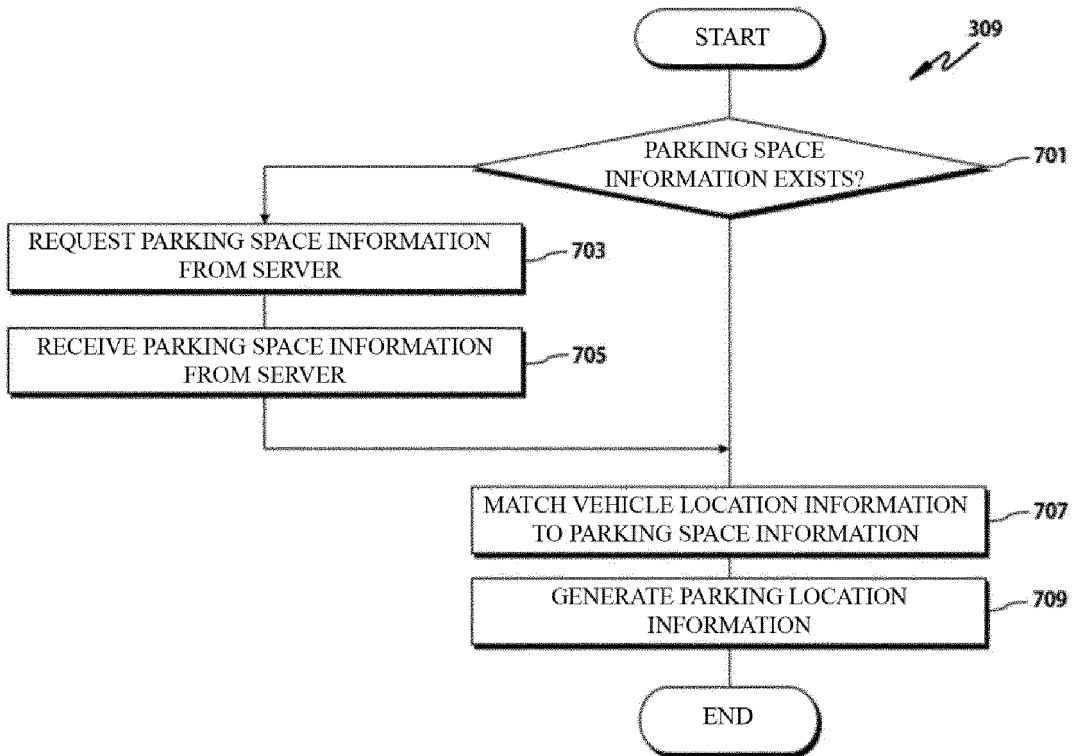 START
309
PARKING SPACE
INFORMATION EXISTS?
701
REQUEST PARKING SPACE INFORMATION
FROM SERVER
703
RECEIVE PARKING SPACE INFORMATION
FROM SERVER
705
MATCH VEHICLE LOCATION INFORMATION
TO PARKING SPACE INFORMATION
707
GENERATE PARKING LOCATION
INFORMATION
709
END